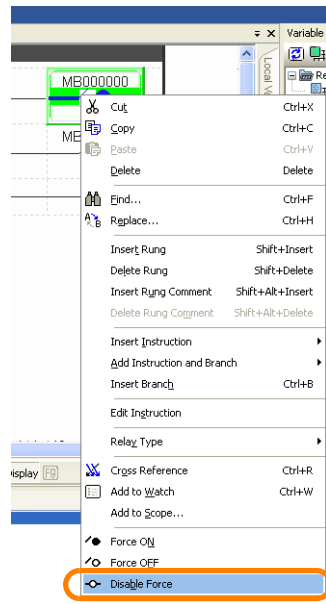 Variable
MB000000
Local V
Re
Cut Ctrl+X
ME
Copy Ctrl+C
Paste Ctrl+V
Delete Delete
Find... Ctrl+F
Replace... Ctrl+H
Insert Rung Shift+Insert
Delete Rung Shift+Delete
Insert Rung Comment Shift+Alt+Insert
Delete Rung Comment Shift+Alt+Delete
Insert Instruction
Add Instruction and Branch
Insert Branch Ctrl+B
Edit Instruction
Relay Type
isplay F9
Cross Reference Ctrl+R
Add to Watch Ctrl+W
Add to Scope...
Force ON
Force OFF
Disable Force